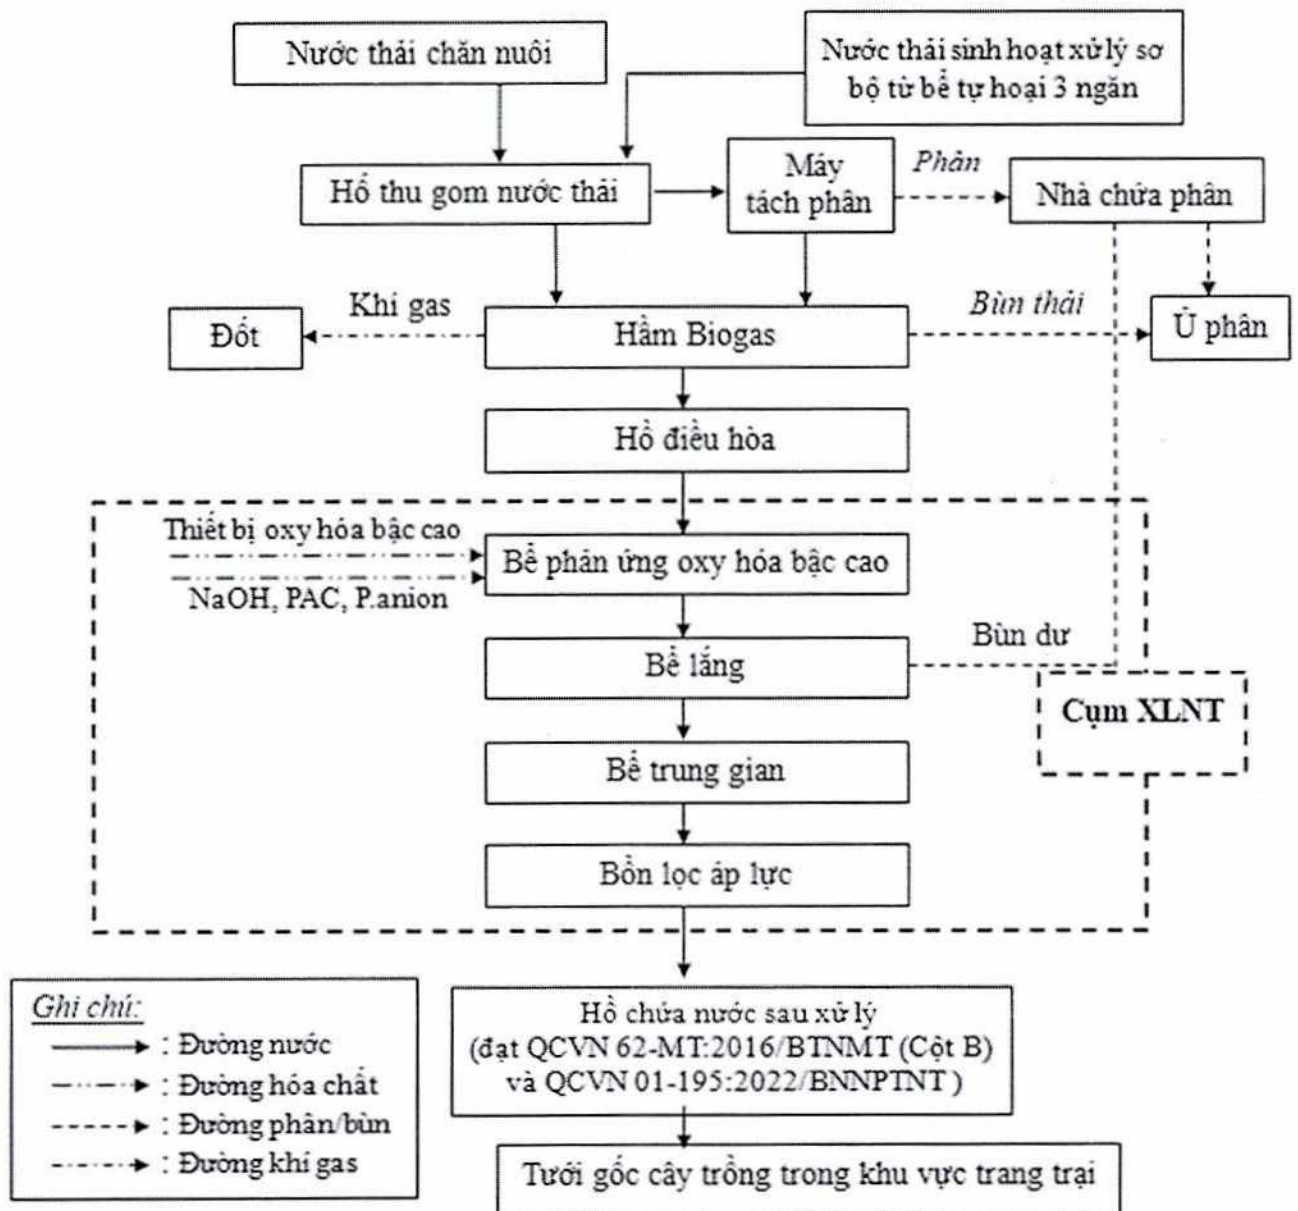 Nước thải chăn nuôi
Nước thải sinh hoạt xử lý sơ
bộ từ bể tự hoại 3 ngăn
Hố thu gom nước thải
Máy
tách phân
Phân
Nhà chứa phân
Khí gas
Đốt
Hầm Biogas
Bùn thải
Ủ phân
Hồ điều hòa
Thiết bị oxy hóa bậc cao
NaOH, PAC, P.anion
Bể phản ứng oxy hóa bậc cao
Bể lắng
Bùn dư
Cụm XLNT
Bể trung gian
Bồn lọc áp lực
Hồ chứa nước sau xử lý
(đạt QCVN 62-MT:2016/BTNMT (Cột B)
và QCVN 01-195:2022/BNNPTNT )
Tưới gốc cây trồng trong khu vực trang trại
Ghi chú:
: Đường nước
: Đường hóa chất
: Đường phân/bùn
: Đường khí gas